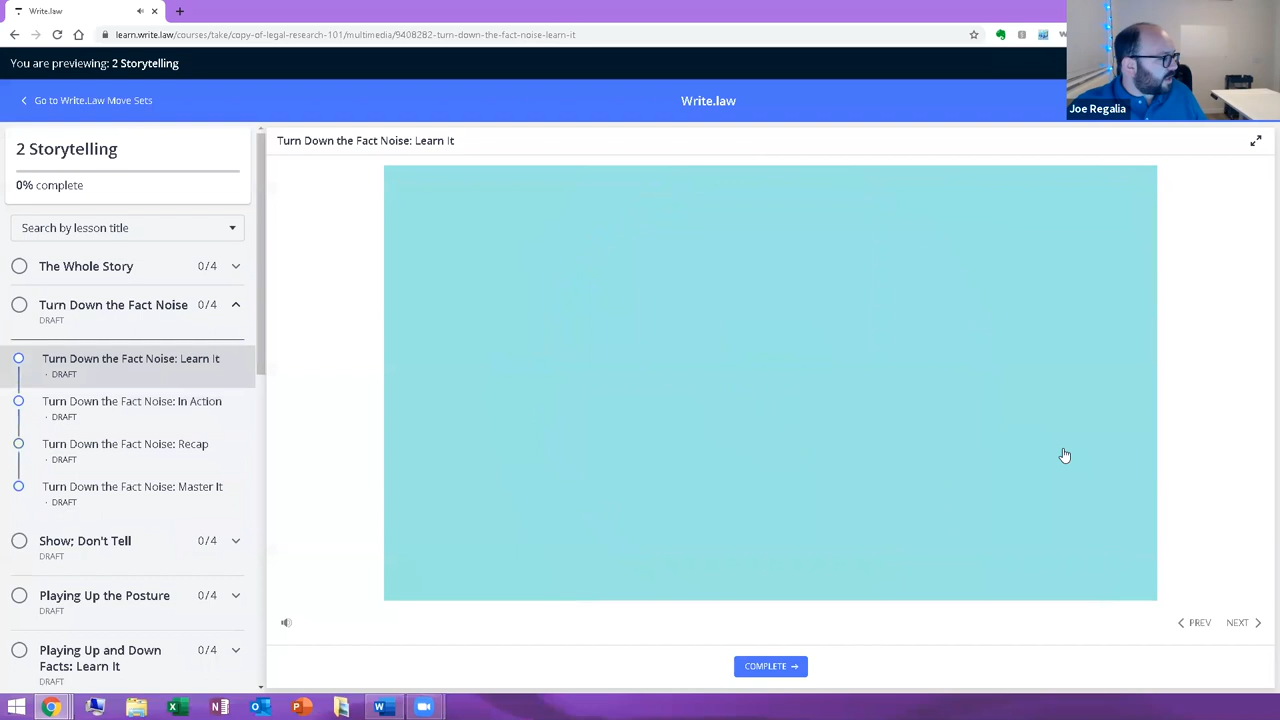 Write.law
learn.write.law/courses/take/copy-of-legal-research-101/multimedia/9408282-turn-down-the-fact-noise-learn-it
You are previewing: 2 Storytelling
Go to Write.Law Move Sets
Write.law
Joe Regalia
2 Storytelling
0% complete
Search by lesson title
The Whole Story 0/4
Turn Down the Fact Noise 0/4
DRAFT
Turn Down the Fact Noise: Learn It
· DRAFT
Turn Down the Fact Noise: In Action
· DRAFT
Turn Down the Fact Noise: Recap
· DRAFT
Turn Down the Fact Noise: Master It
· DRAFT
Show; Don't Tell 0/4
DRAFT
Playing Up the Posture 0/4
DRAFT
Playing Up and Down 0/4
Facts: Learn It
DRAFT
Turn Down the Fact Noise: Learn It
PREV NEXT
COMPLETE →